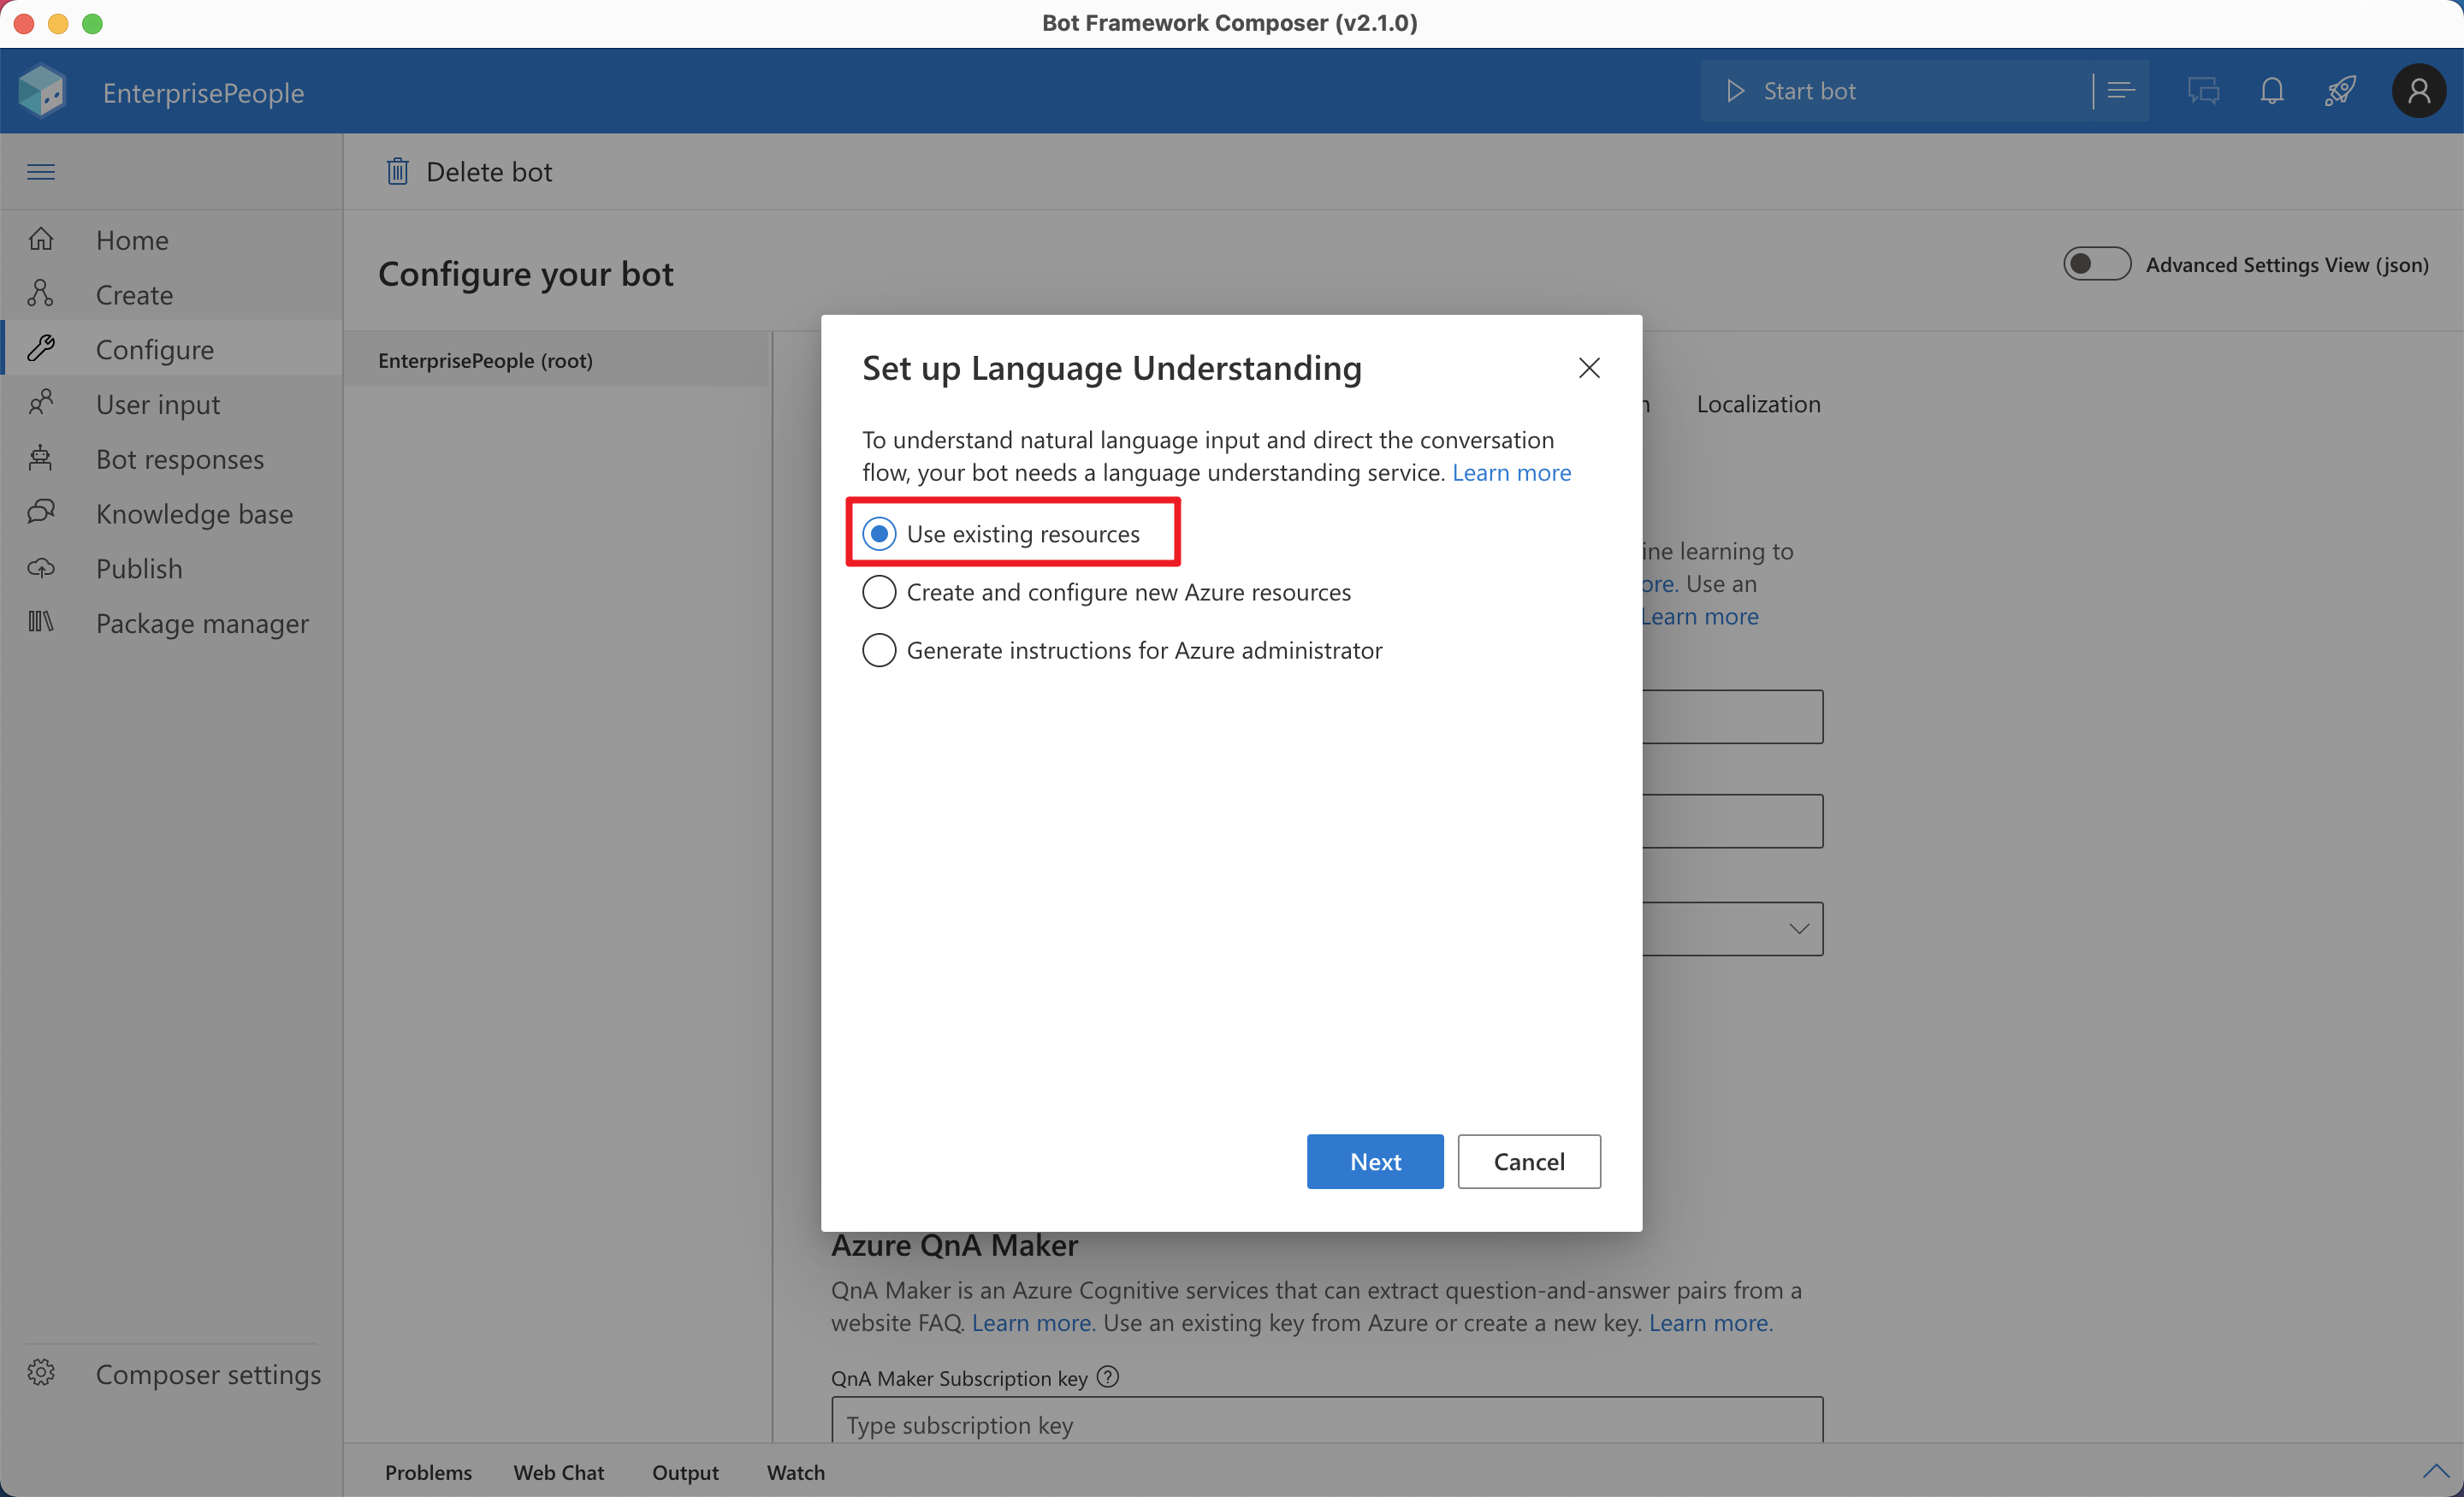 Bot Framework Composer (v2.1.0)
EnterprisePeople
Start bot
Delete bot
Home
Create
Configure
User input
Bot responses
Knowledge base
Publish
Package manager
Composer settings
Configure your bot
Advanced Settings View (json)
EnterprisePeople (root)
Localization
Use an
Learn more
Set up Language Understanding
To understand natural language input and direct the conversation
flow, your bot needs a language understanding service. Learn more
Use existing resources
Create and configure new Azure resources
Generate instructions for Azure administrator
Next
Cancel
learning to
Azure QnA Maker
QnA Maker is an Azure Cognitive services that can extract question-and-answer pairs from a
website FAQ. Learn more. Use an existing key from Azure or create a new key. Learn more.
QnA Maker Subscription key
Type subscription key
Problems
Web Chat
Output
Watch